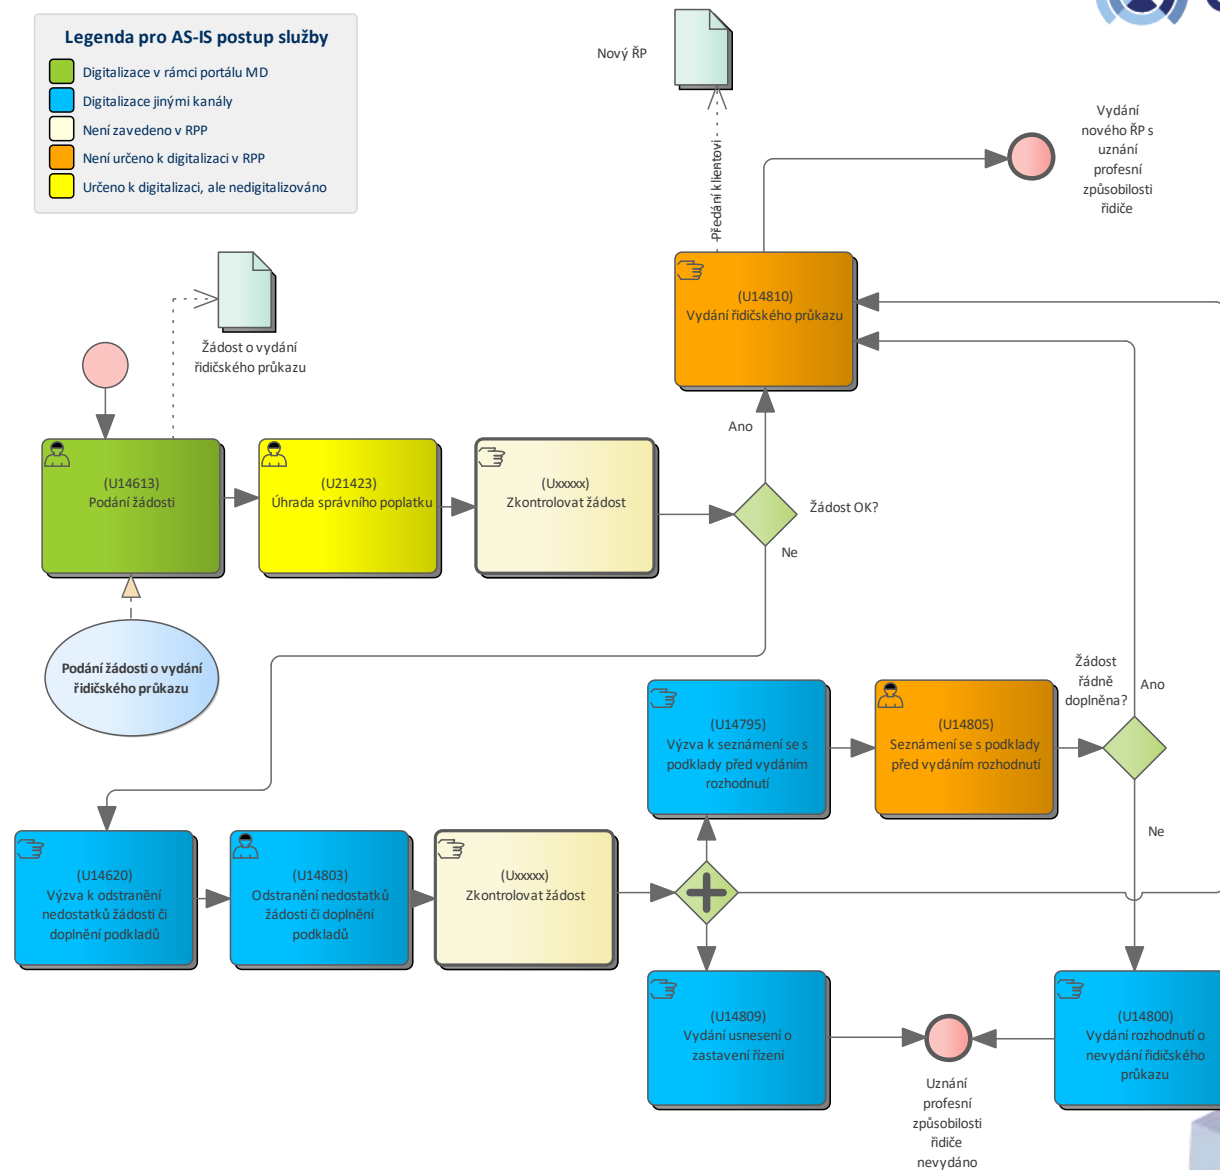 Legenda pro AS-IS postup služby
Digitalizace v rámci portálu MD
Digitalizace jinými kanály
Není zavedeno v RPP
Není určeno k digitalizaci v RPP
Určeno k digitalizaci, ale nedigitalizováno
Nový ŘP
Předání klientovi
Vydání
nového ŘP s
uznání
profesní
způsobilosti
řidiče
(U14810)
Vydání řidičského průkazu
Žádost o vydání
řidičského průkazu
Ano
(U14613)
Podání žádosti
(U21423)
Úhrada správního poplatku
(Uxxxxx)
Zkontrolovat žádost
Žádost OK?
Ne
Podání žádosti o vydání
řidičského průkazu
Žádost
řádně
doplněna?
Ano
(U14795)
Výzva k seznámení se s
podklady před vydáním
rozhodnutí
(U14805)
Seznámení se s podklady
před vydáním rozhodnutí
Ne
(U14620)
Výzva k odstranění
nedostatků žádosti či
doplnění podkladů
(U14803)
Odstranění nedostatků
žádosti či doplnění
podkladů
(Uxxxxx)
Zkontrolovat žádost
(U14809)
Vydání usnesení o
zastavení řízení
(U14800)
Vydání rozhodnutí o
nevydání řidičského
průkazu
Uznání
profesní
způsobilosti
řidiče
nevydáno